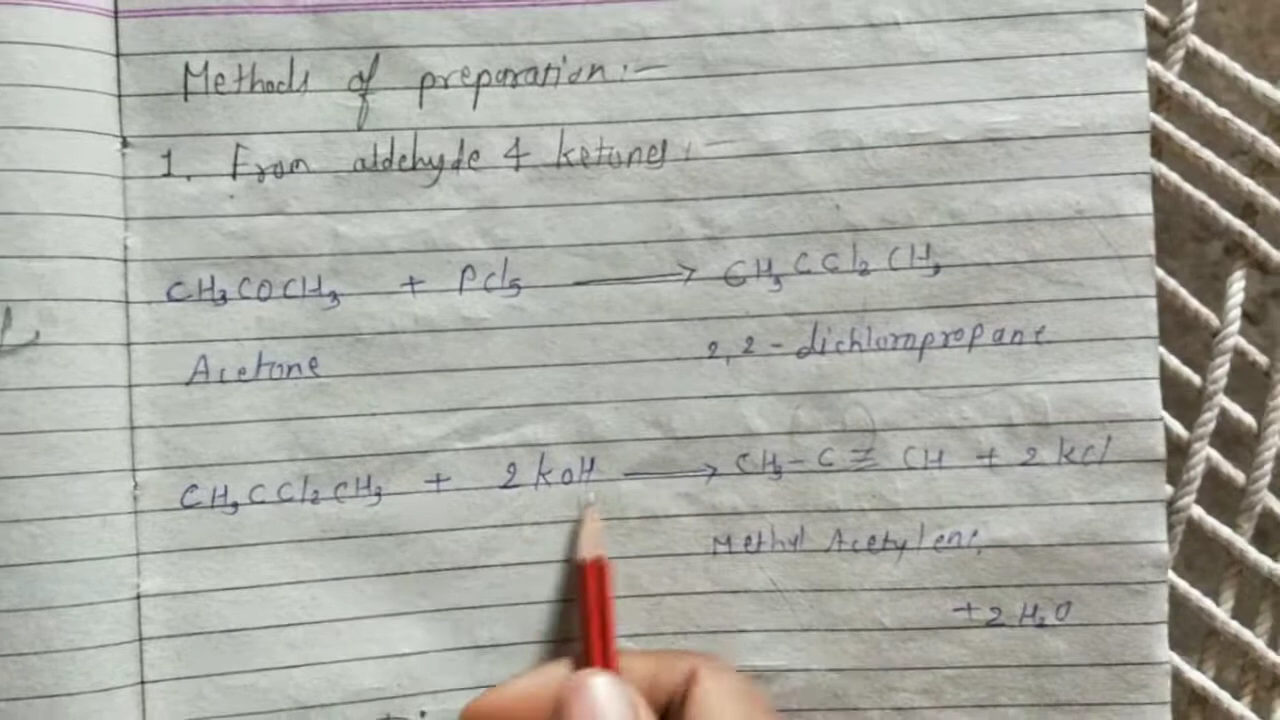 Methods of preparation :-
1. From aldehyde & ketones :-
CH₃COCH₃ + PCl₅ ⟶ CH₃CCl₂CH₃
Acetone 2,2-dichloropropane
CH₃CCl₂CH₃ + 2KOH ⟶ CH₃-C≡CH + 2KCl
Methyl Acetylene
+2H₂O